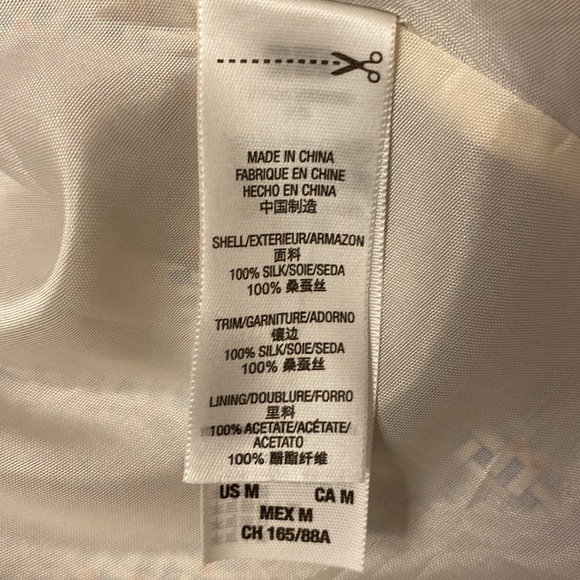 MADE IN CHINA
FABRIQUE EN CHINE
HECHO EN CHINA
中国制造
SHELL/EXTERIEUR/ARMAZON
面料
100% SILK/SOIE/SEDA
100% 桑蚕丝
TRIM/GARNITURE/ADORNO
镶边
100% SILK/SOIE/SEDA
100% 桑蚕丝
LINING/DOUBLURE/FORRO
里料
100% ACETATE/ACÉTATE/
ACETATO
100% 醋酯纤维
US M CA M
MEX M
CH 165/88A